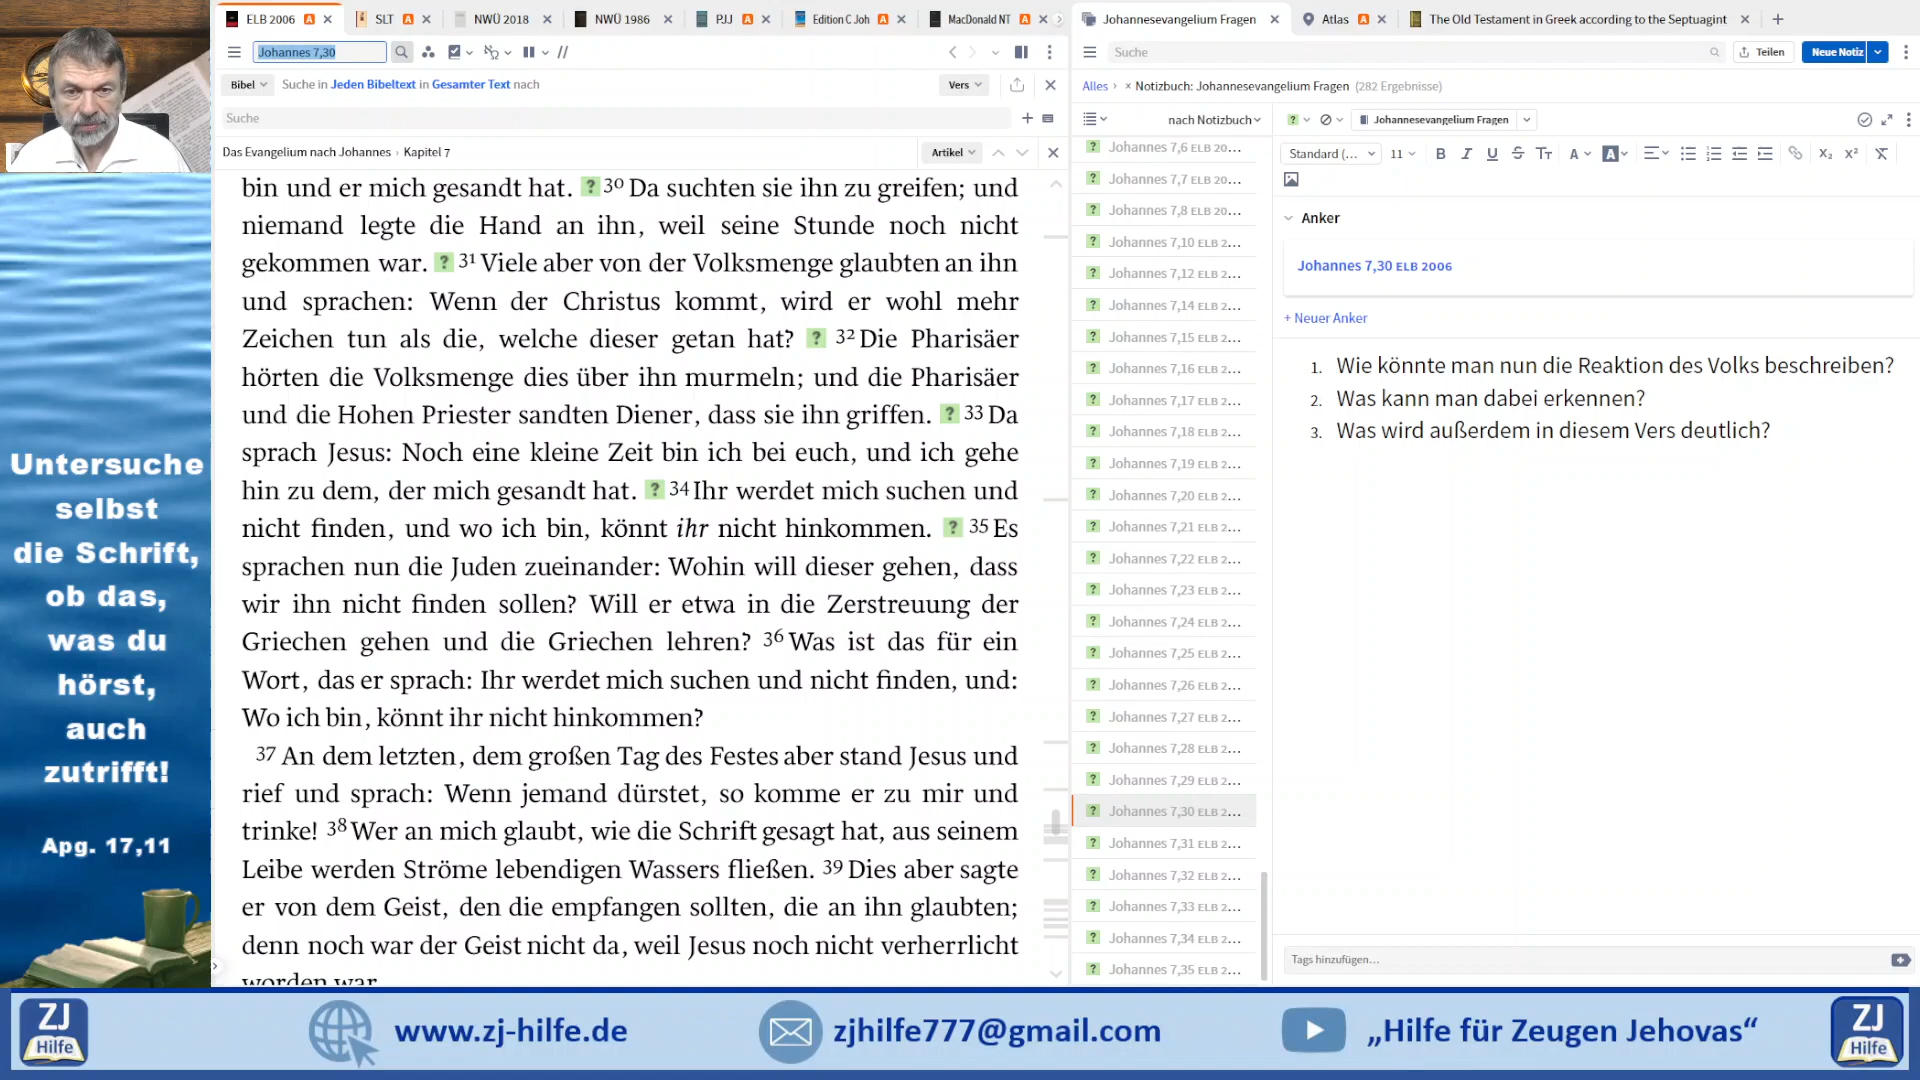 ELB 2006 A
SLT A
NWÜ 2018
NWÜ 1986
PJJ A
Edition C Joh A
MacDonald NT A
Johannesevangelium Fragen
Atlas A
The Old Testament in Greek according to the Septuagint
Johannes 7,30
Suche
Teilen
Neue Notiz
Bibel
Suche in Jeden Bibeltext in Gesamter Text nach
Vers
Alles › × Notizbuch: Johannesevangelium Fragen (282 Ergebnisse)
Suche
nach Notizbuch
Johannesevangelium Fragen
Das Evangelium nach Johannes › Kapitel 7
Artikel
Standard (...
11
bin und er mich gesandt hat. ? 30 Da suchten sie ihn zu greifen; und
niemand legte die Hand an ihn, weil seine Stunde noch nicht
gekommen war. ? 31 Viele aber von der Volksmenge glaubten an ihn
und sprachen: Wenn der Christus kommt, wird er wohl mehr
Zeichen tun als die, welche dieser getan hat? ? 32 Die Pharisäer
hörten die Volksmenge dies über ihn murmeln; und die Pharisäer
und die Hohen Priester sandten Diener, dass sie ihn griffen. ? 33 Da
sprach Jesus: Noch eine kleine Zeit bin ich bei euch, und ich gehe
hin zu dem, der mich gesandt hat. ? 34 Ihr werdet mich suchen und
nicht finden, und wo ich bin, könnt ihr nicht hinkommen. ? 35 Es
sprachen nun die Juden zueinander: Wohin will dieser gehen, dass
wir ihn nicht finden sollen? Will er etwa in die Zerstreuung der
Griechen gehen und die Griechen lehren? 36 Was ist das für ein
Wort, das er sprach: Ihr werdet mich suchen und nicht finden, und:
Wo ich bin, könnt ihr nicht hinkommen?
37 An dem letzten, dem großen Tag des Festes aber stand Jesus und
rief und sprach: Wenn jemand dürstet, so komme er zu mir und
trinke! 38 Wer an mich glaubt, wie die Schrift gesagt hat, aus seinem
Leibe werden Ströme lebendigen Wassers fließen. 39 Dies aber sagte
er von dem Geist, den die empfangen sollten, die an ihn glaubten;
denn noch war der Geist nicht da, weil Jesus noch nicht verherrlicht
worden war.
Johannes 7,6 ELB 20...
Johannes 7,7 ELB 20...
Johannes 7,8 ELB 20...
Johannes 7,10 ELB 2...
Johannes 7,12 ELB 2...
Johannes 7,14 ELB 2...
Johannes 7,15 ELB 2...
Johannes 7,16 ELB 2...
Johannes 7,17 ELB 2...
Johannes 7,18 ELB 2...
Johannes 7,19 ELB 2...
Johannes 7,20 ELB 2...
Johannes 7,21 ELB 2...
Johannes 7,22 ELB 2...
Johannes 7,23 ELB 2...
Johannes 7,24 ELB 2...
Johannes 7,25 ELB 2...
Johannes 7,26 ELB 2...
Johannes 7,27 ELB 2...
Johannes 7,28 ELB 2...
Johannes 7,29 ELB 2...
Johannes 7,30 ELB 2...
Johannes 7,31 ELB 2...
Johannes 7,32 ELB 2...
Johannes 7,33 ELB 2...
Johannes 7,34 ELB 2...
Johannes 7,35 ELB 2...
Anker
Johannes 7,30 ELB 2006
+ Neuer Anker
1. Wie könnte man nun die Reaktion des Volks beschreiben?
2. Was kann man dabei erkennen?
3. Was wird außerdem in diesem Vers deutlich?
Tags hinzufügen...
Untersuche
selbst
die Schrift,
ob das,
was du
hörst,
auch
zutrifft!
Apg. 17,11
ZJ
Hilfe
www.zj-hilfe.de
zjhilfe777@gmail.com
„Hilfe für Zeugen Jehovas“
ZJ
Hilfe